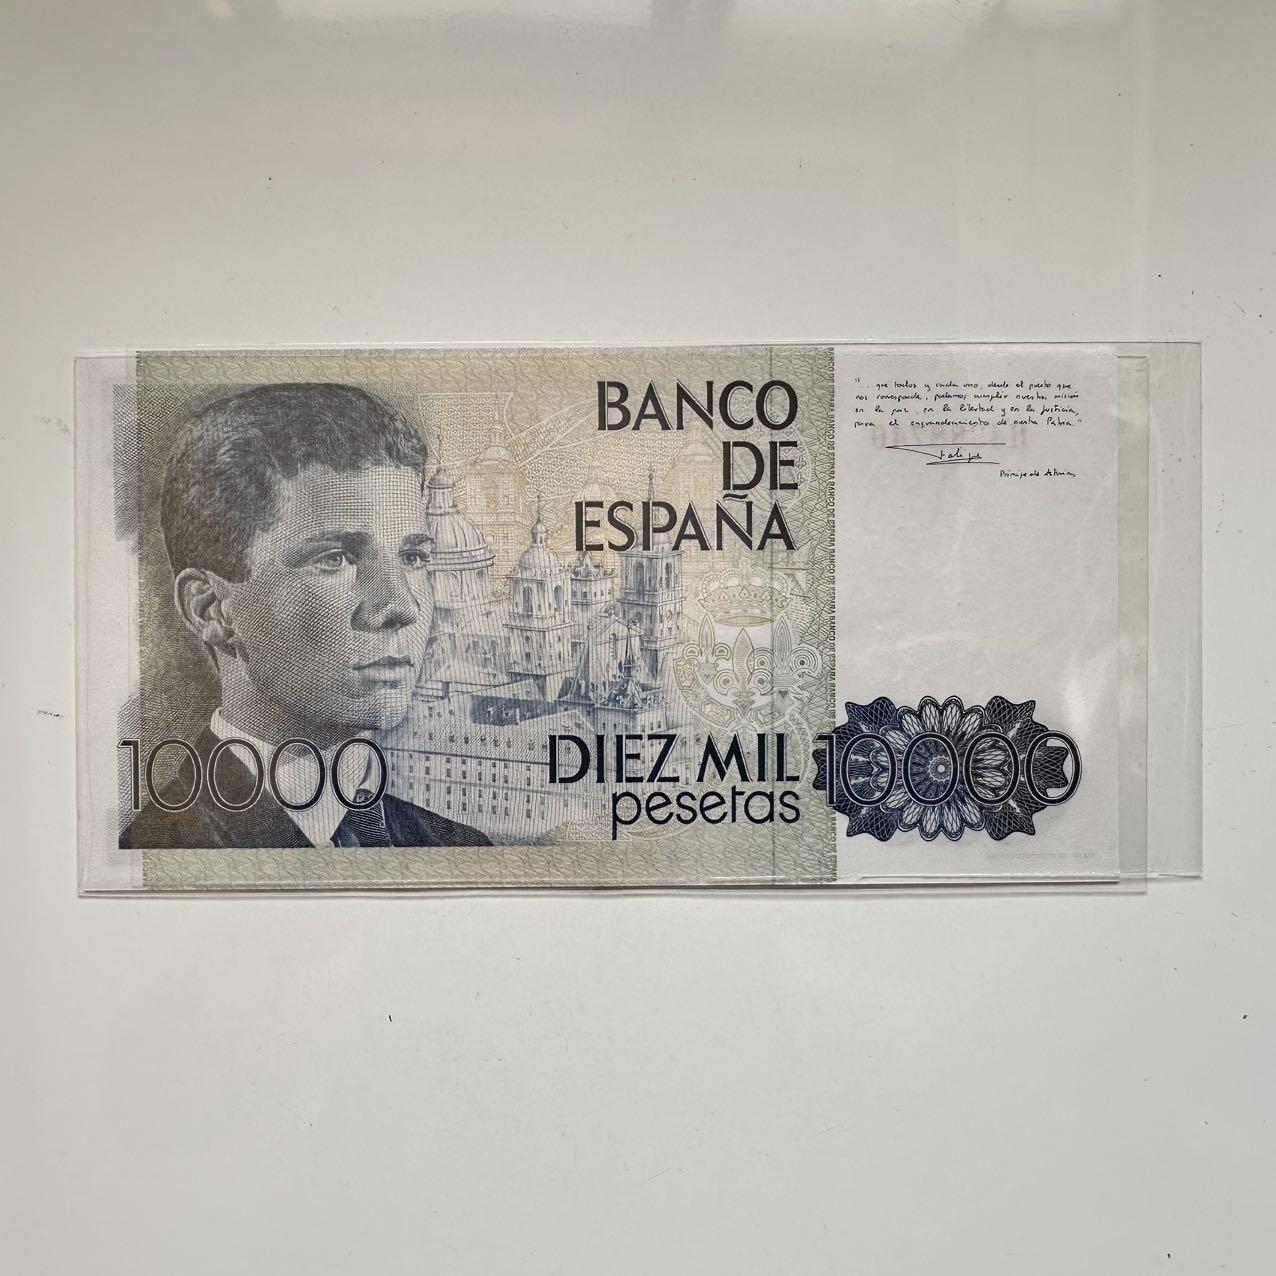 BANCO
DE
ESPAÑA
"... que todos y cada uno, desde el puesto que
nos corresponde, podamos cumplir nuestra misión
en la paz, en la libertad y en la justicia,
para el engrandecimiento de nuestra Patria."
Felipe
Príncipe de Asturias
10000
DIEZ MIL
pesetas
10000